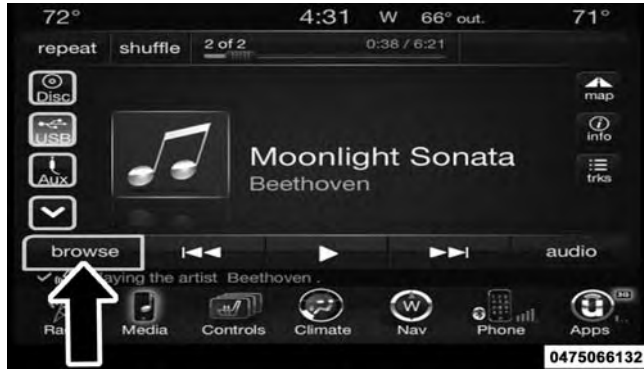 72° 4:31 W 66° out. 71°
repeat shuffle 2 of 2 0:38 / 6:21
Disc
map
USB
info
Moonlight Sonata
Aux
Beethoven
trks
browse audio
aying the artist Beethoven .
Media Controls Climate W Nav Phone 3G Apps
0475066132